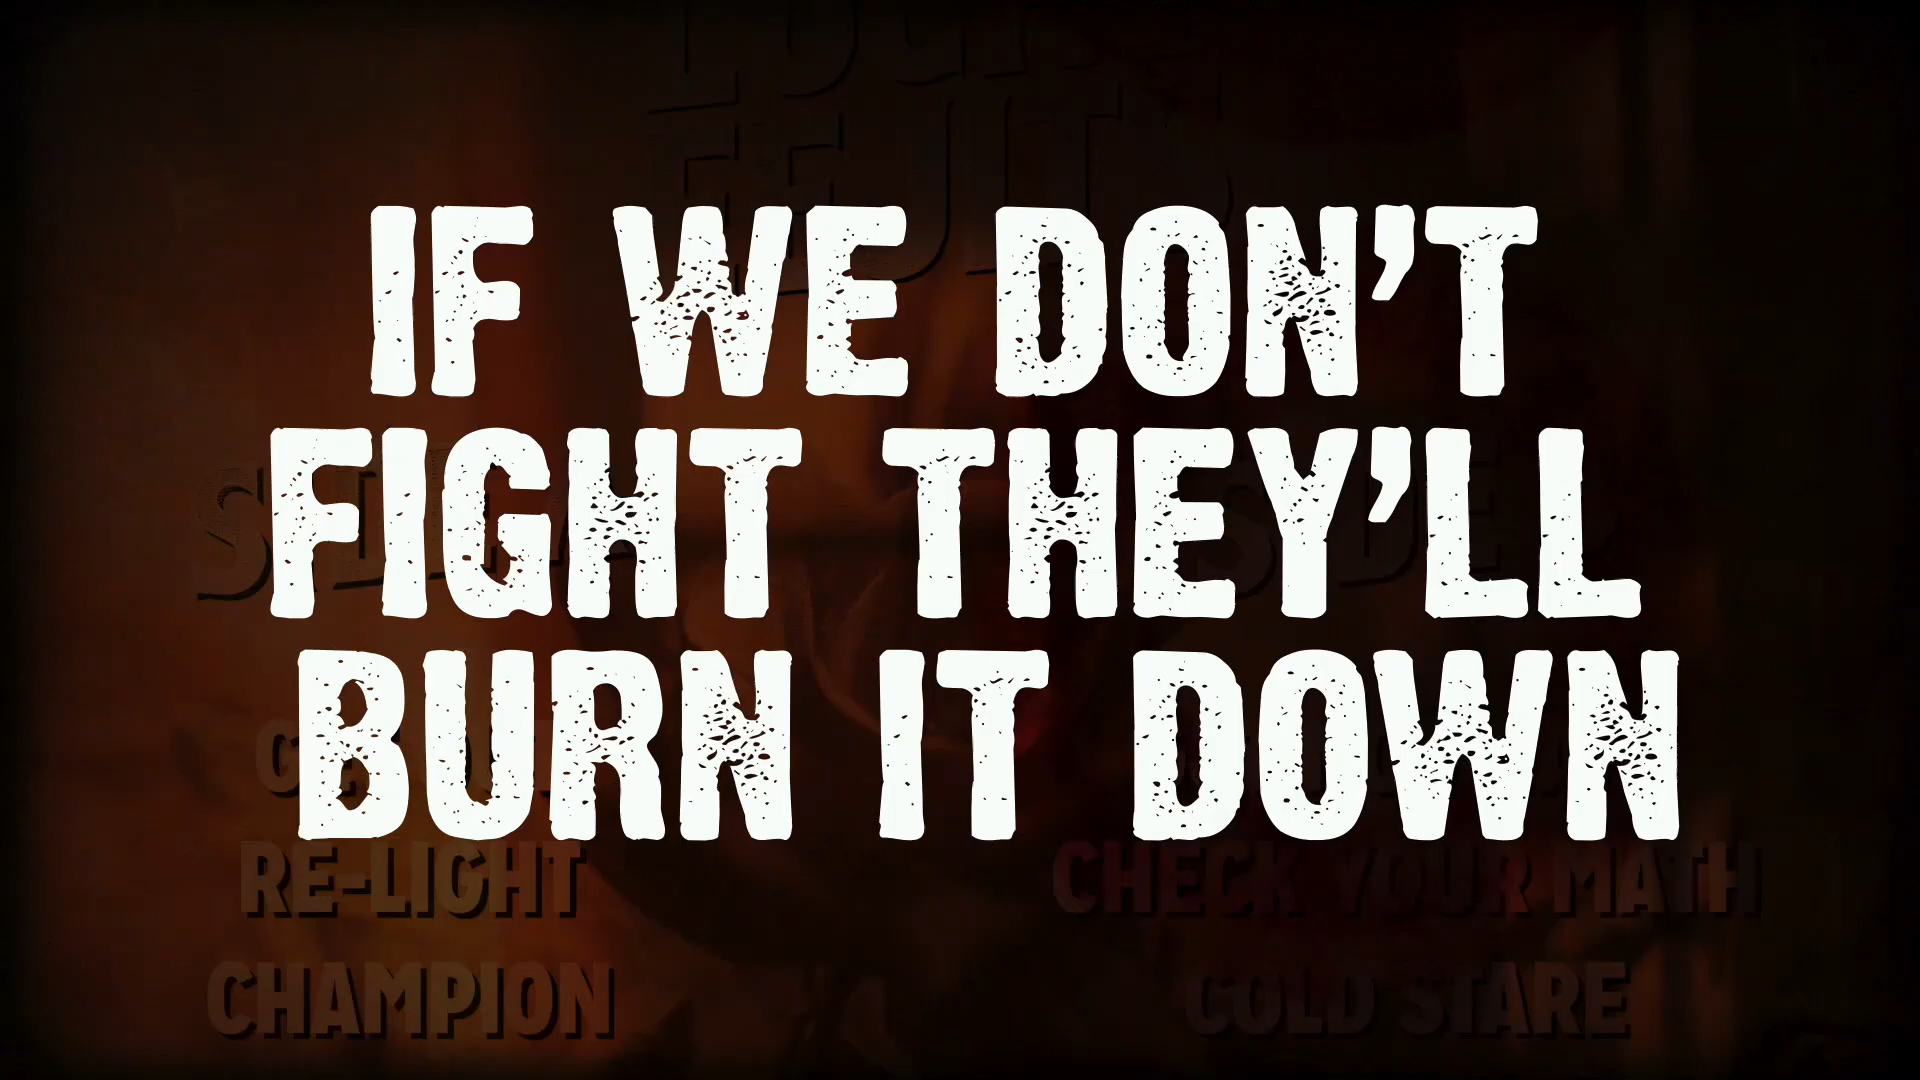 IF WE DON'T
FIGHT THEY'LL
BURN IT DOWN
RE-LIGHT
CHECK YOUR MATH
CHAMPION
COLD STARE